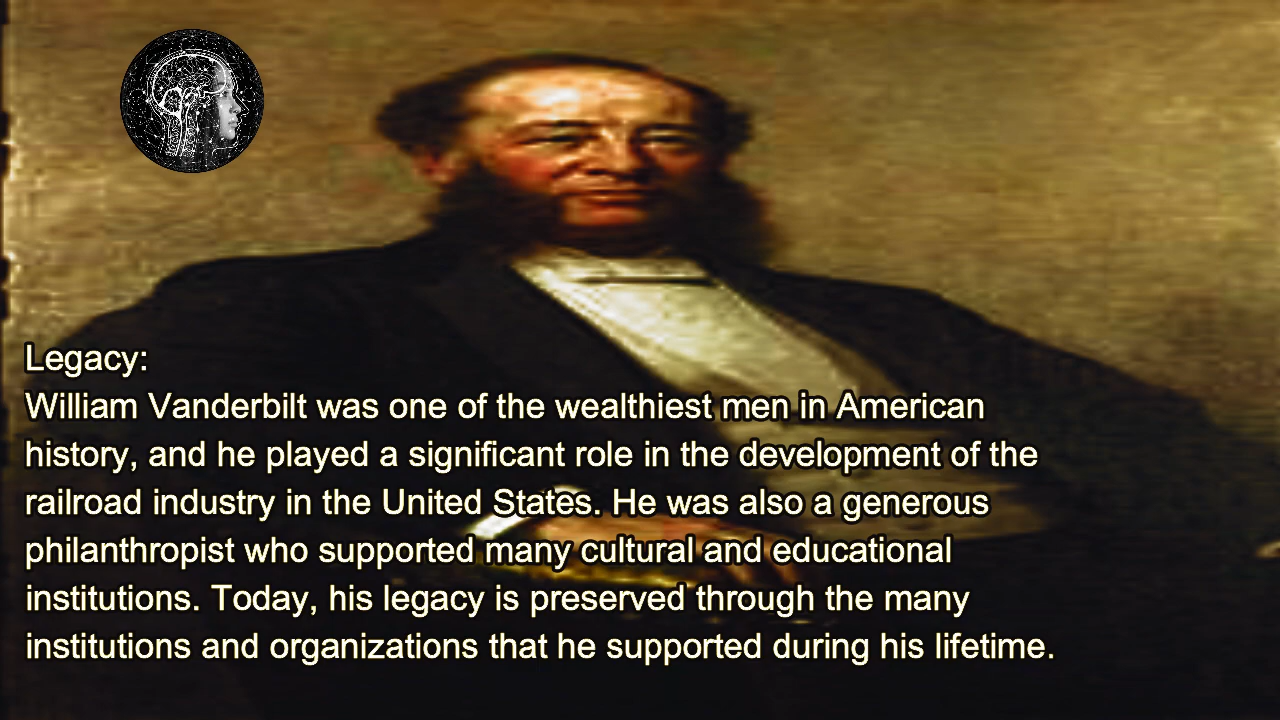 Legacy:
William Vanderbilt was one of the wealthiest men in American
history, and he played a significant role in the development of the
railroad industry in the United States. He was also a generous
philanthropist who supported many cultural and educational
institutions. Today, his legacy is preserved through the many
institutions and organizations that he supported during his lifetime.